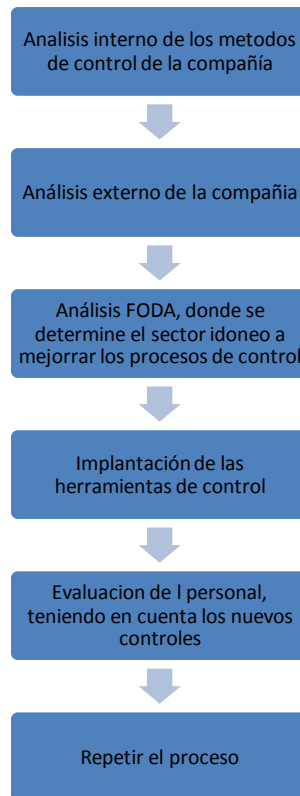 Analisis interno de los metodos
de control de la compañía
Análisis externo de la compañia
Análisis FODA, donde se
determine el sector idoneo a
mejorrar los procesos de control
Implantación de las
herramientas de control
Evaluacion de l personal,
teniendo en cuenta los nuevos
controles
Repetir el proceso